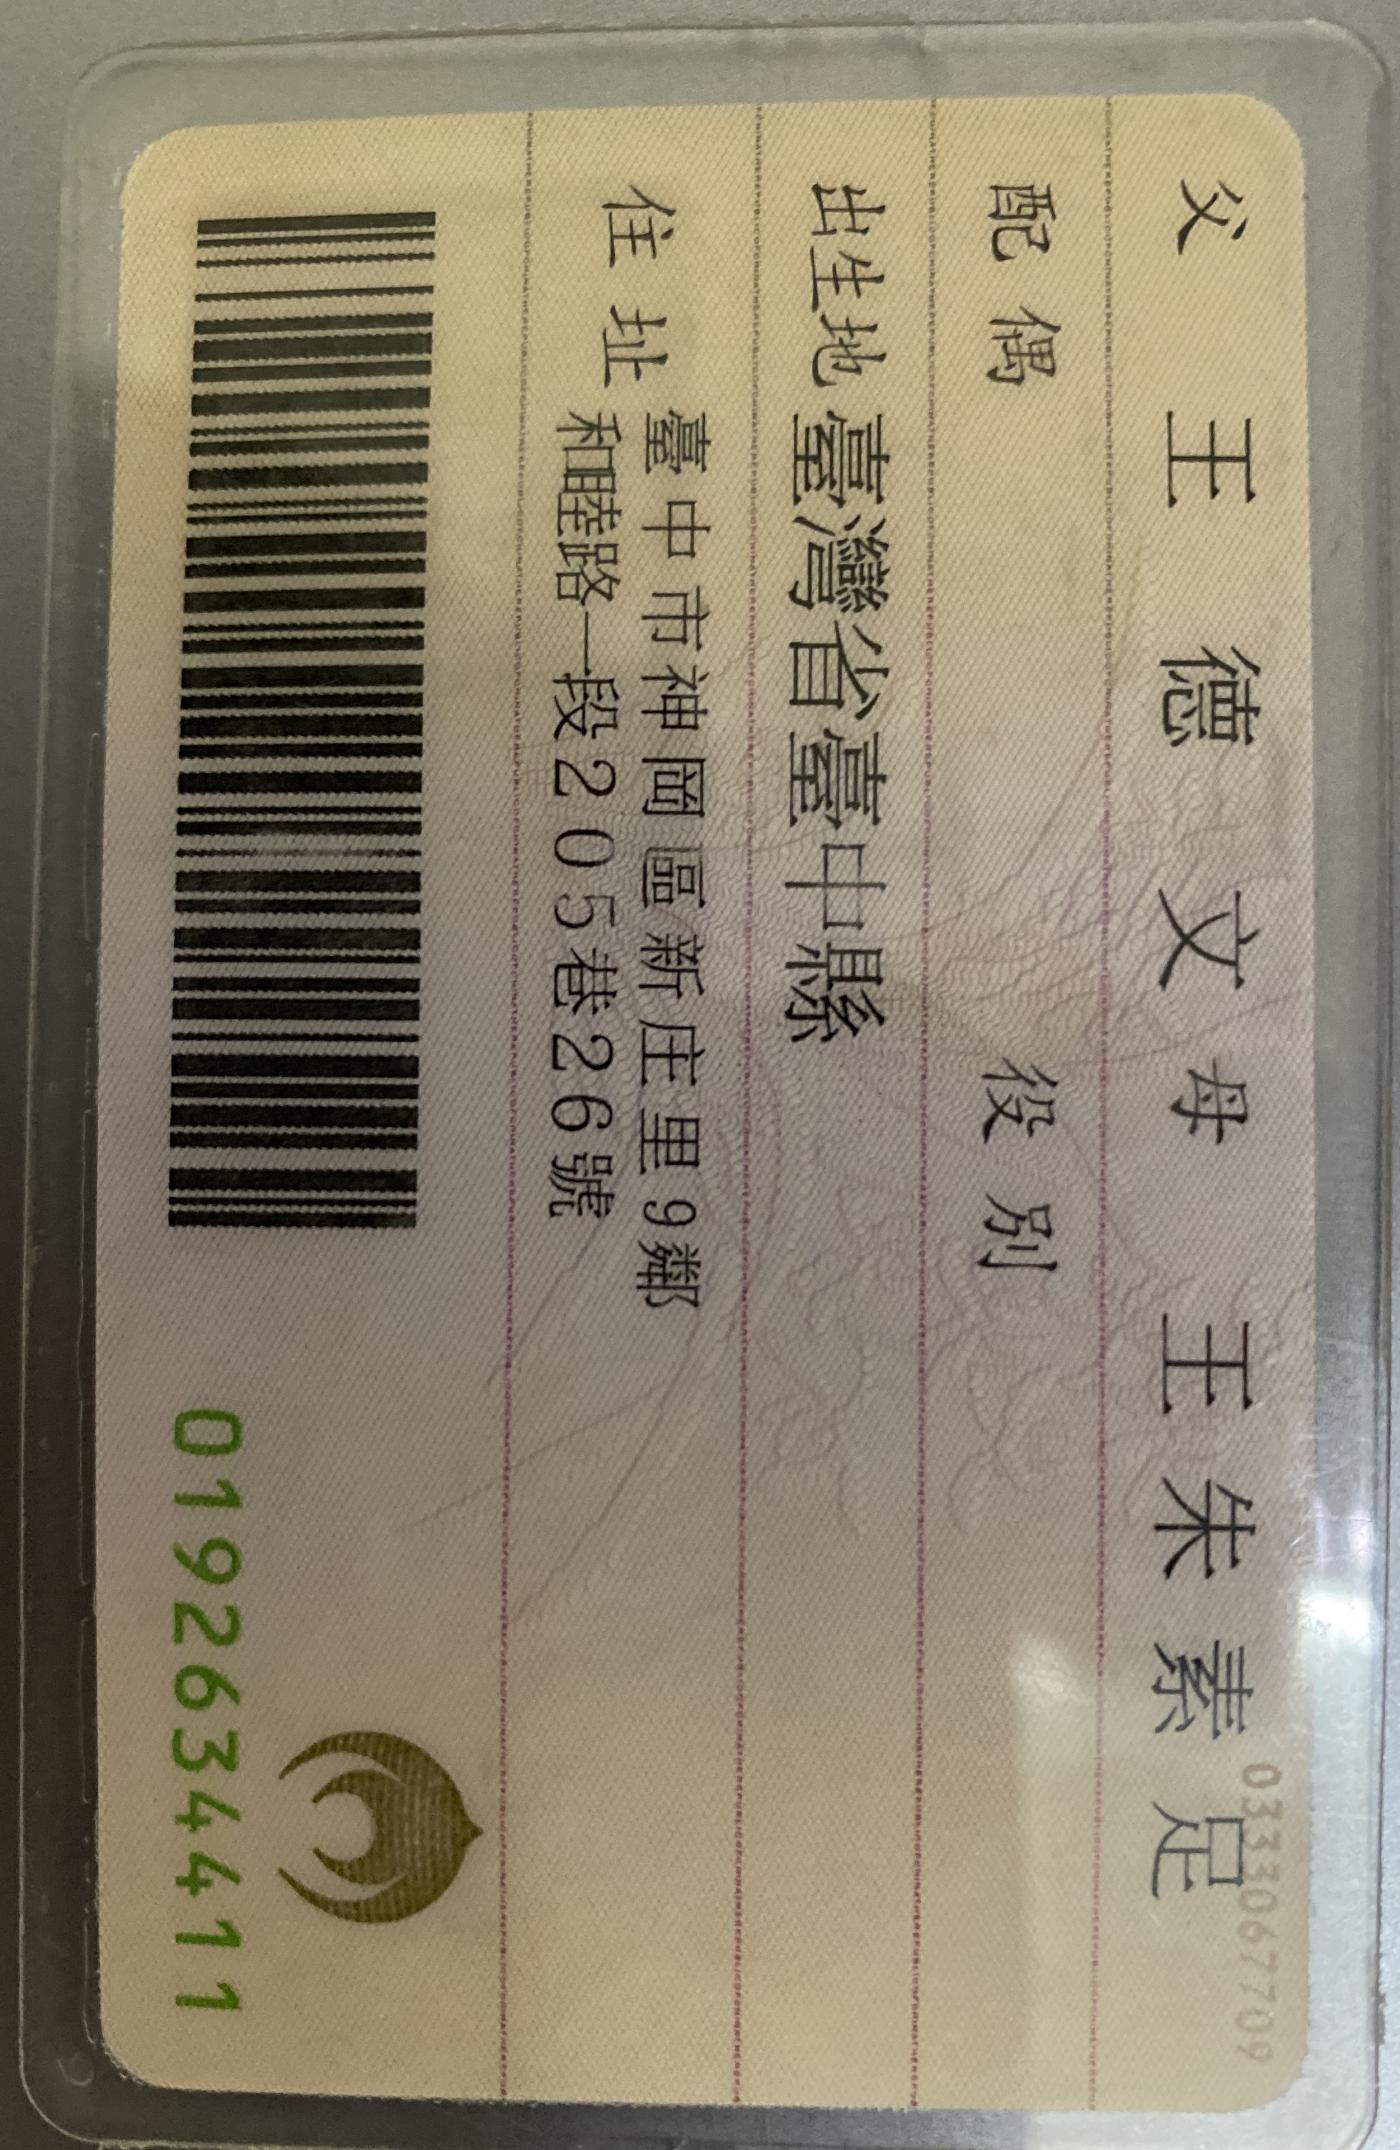 0333067709
父 王德文 母 王朱素足
配偶 役別
出生地 臺灣省臺中縣
住址 臺中市神岡區新庄里9鄰
和睦路一段205巷26號
0192634411